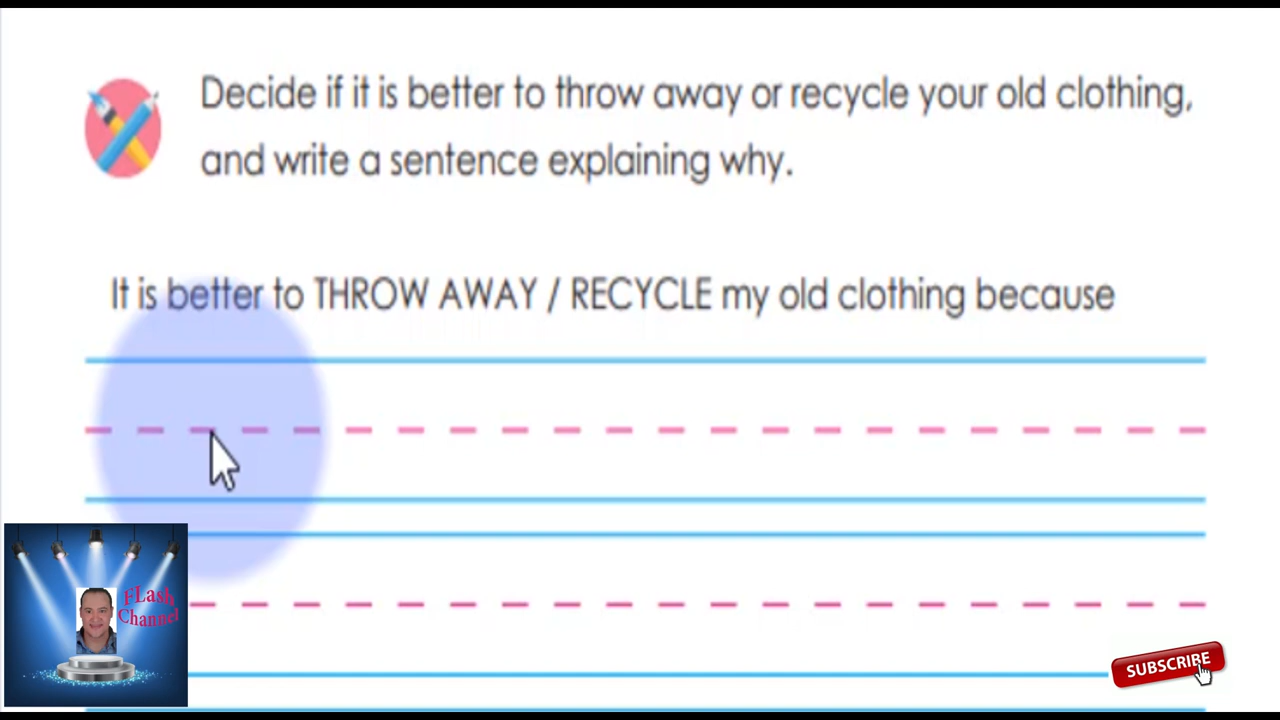 Decide if it is better to throw away or recycle your old clothing,
and write a sentence explaining why.
It is better to THROW AWAY / RECYCLE my old clothing because
FLash
Channel
SUBSCRIBE